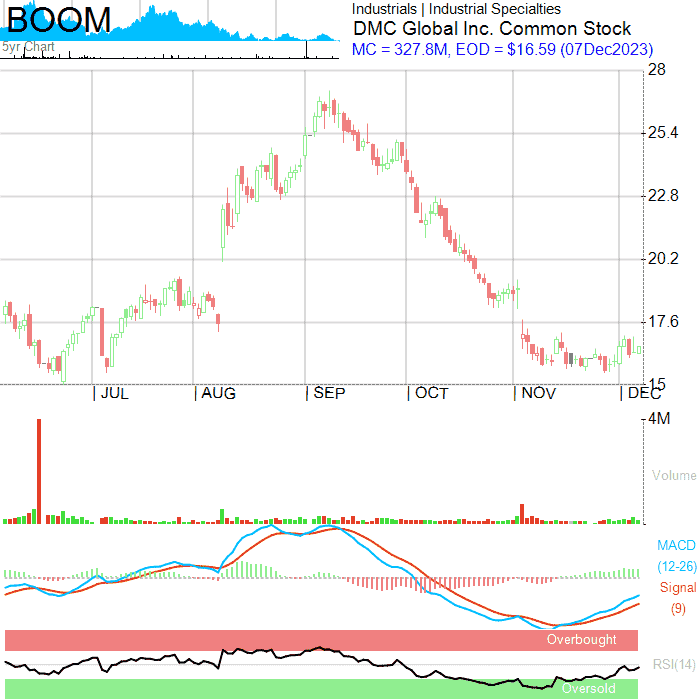 BOOM
5yr Chart
Industrials | Industrial Specialties
DMC Global Inc. Common Stock
MC = 327.8M, EOD = $16.59 (07Dec2023)
28
25.4
22.8
20.2
17.6
15
JUL
AUG
SEP
OCT
NOV
DEC
4M
Volume
MACD
(12-26)
Signal
(9)
Overbought
RSI(14)
Oversold